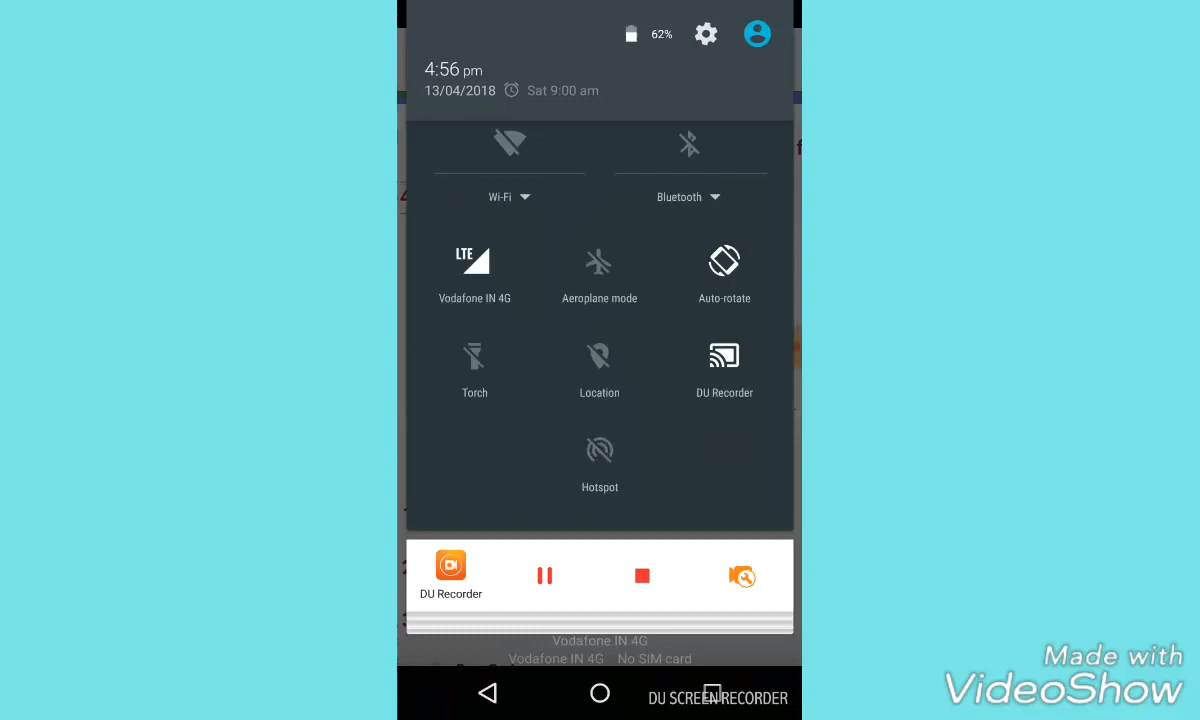 62%
4:56 pm
13/04/2018 Sat 9:00 am
Wi-Fi Bluetooth
LTE
Vodafone IN 4G Aeroplane mode Auto-rotate
Torch Location DU Recorder
Hotspot
DU Recorder
Vodafone IN 4G
Vodafone IN 4G No SIM card
DU SCREEN RECORDER
Made with
VideoShow